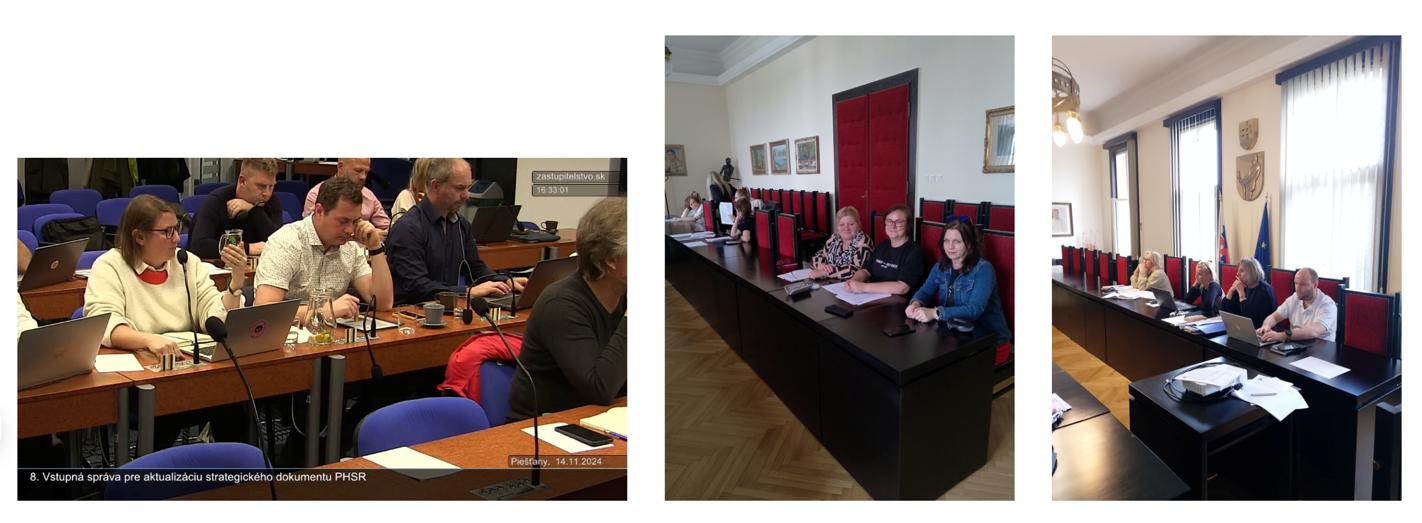 zastupitelstvo.sk
16:33:01
Piešťany, 14.11.2024
8. Vstupná správa pre aktualizáciu strategického dokumentu PHSR